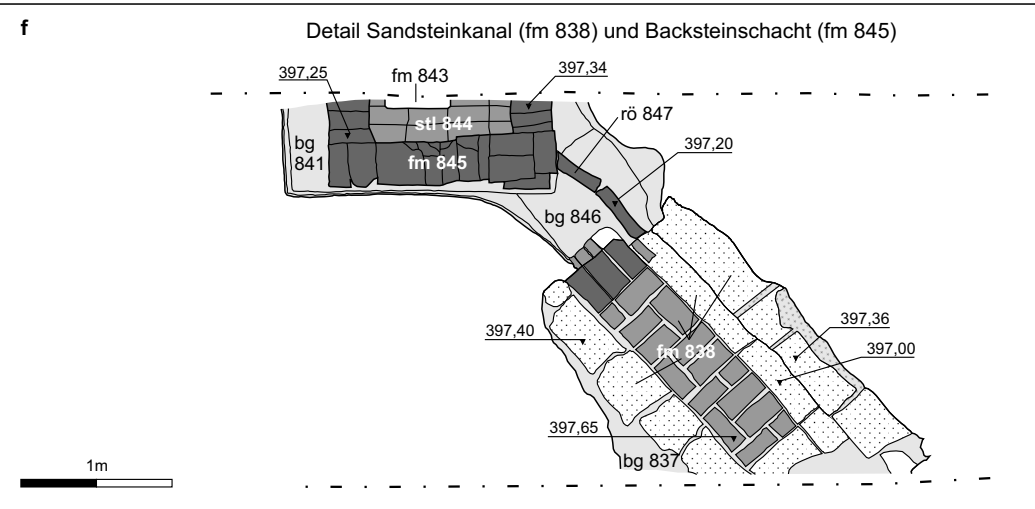 f
Detail Sandsteinkanal (fm 838) und Backsteinschacht (fm 845)
397,25
fm 843
397,34
stl 844
rö 847
bg
841
fm 845
397,20
bg 846
397,40
fm 838
397,36
397,00
397,65
bg 837
1m